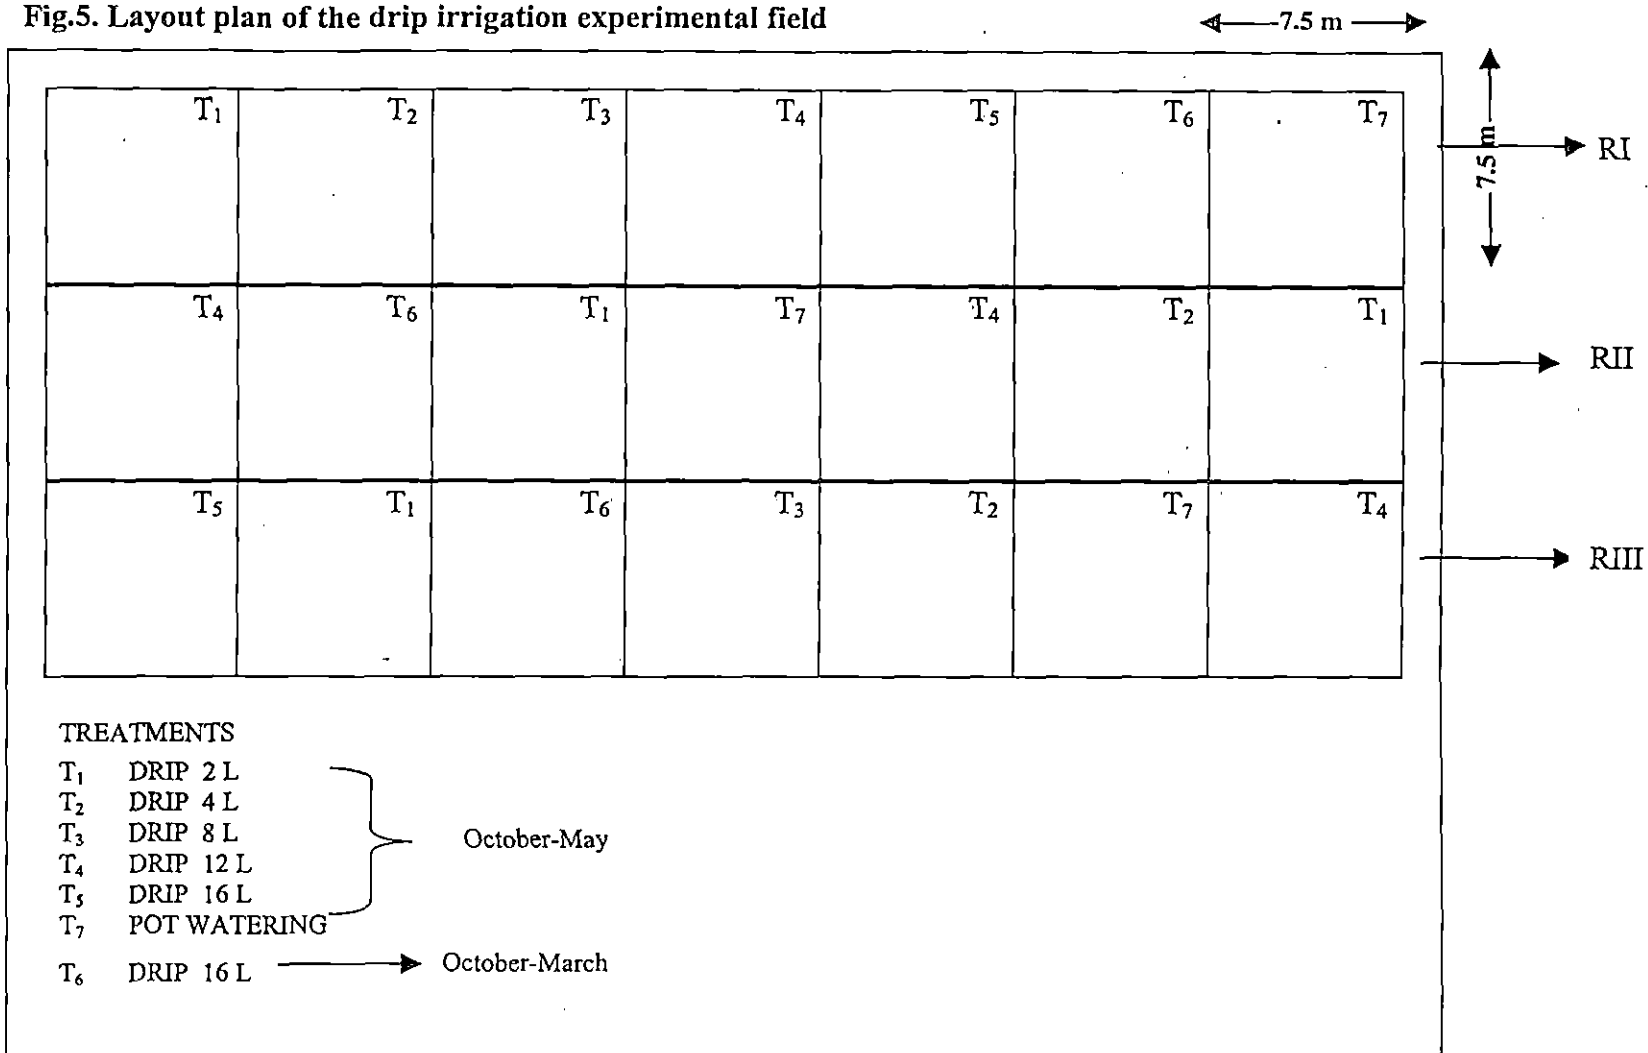 Fig.5. Layout plan of the drip irrigation experimental field
7.5 m
7.5 m
T₁ T₂ T₃ T₄ T₅ T₆ T₇
RI
T₄ T₆ T₁ T₇ T₄ T₂ T₁
RII
T₅ T₁ T₆ T₃ T₂ T₇ T₄
RIII
TREATMENTS
T₁ DRIP 2 L
T₂ DRIP 4 L
T₃ DRIP 8 L
T₄ DRIP 12 L
T₅ DRIP 16 L
T₇ POT WATERING
October-May
T₆ DRIP 16 L
October-March